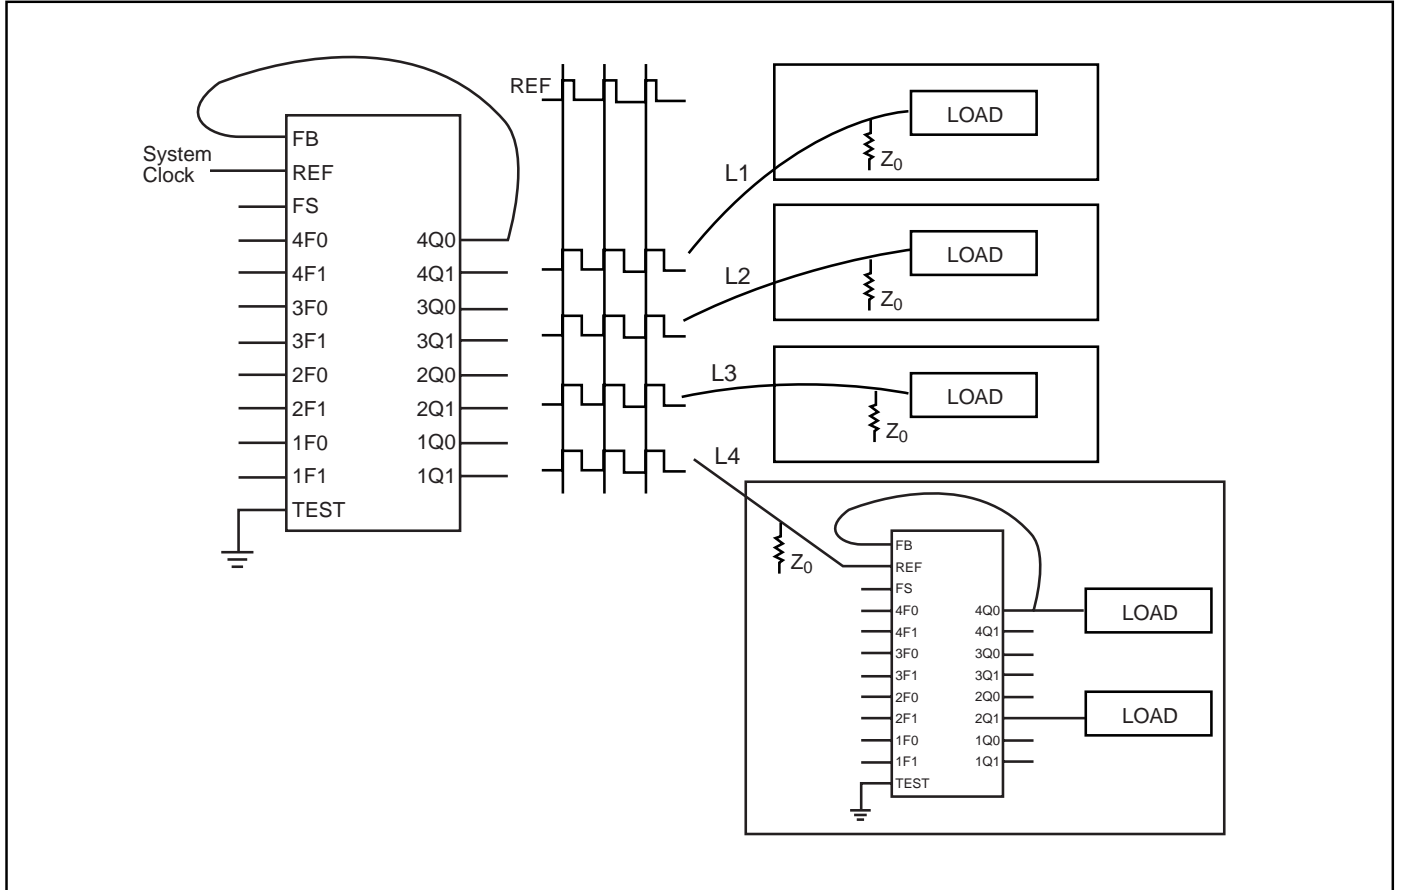 System
Clock
FB
REF
FS
4F0
4F1
3F0
3F1
2F0
2F1
1F0
1F1
TEST
4Q0
4Q1
3Q0
3Q1
2Q0
2Q1
1Q0
1Q1
REF
L1
L2
L3
L4
LOAD
Z0
LOAD
Z0
LOAD
Z0
Z0
FB
REF
FS
4F0
4F1
3F0
3F1
2F0
2F1
1F0
1F1
TEST
4Q0
4Q1
3Q0
3Q1
2Q0
2Q1
1Q0
1Q1
LOAD
LOAD